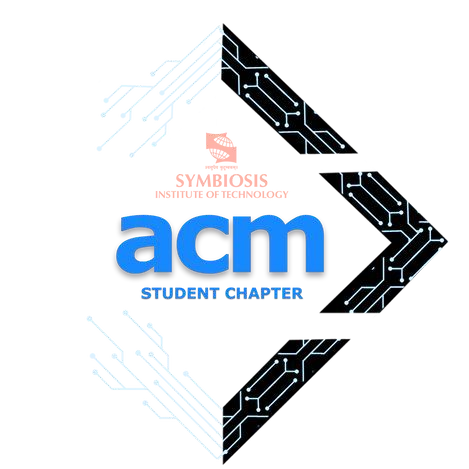 SYMBIOSIS
INSTITUTE OF TECHNOLOGY
acm
STUDENT CHAPTER